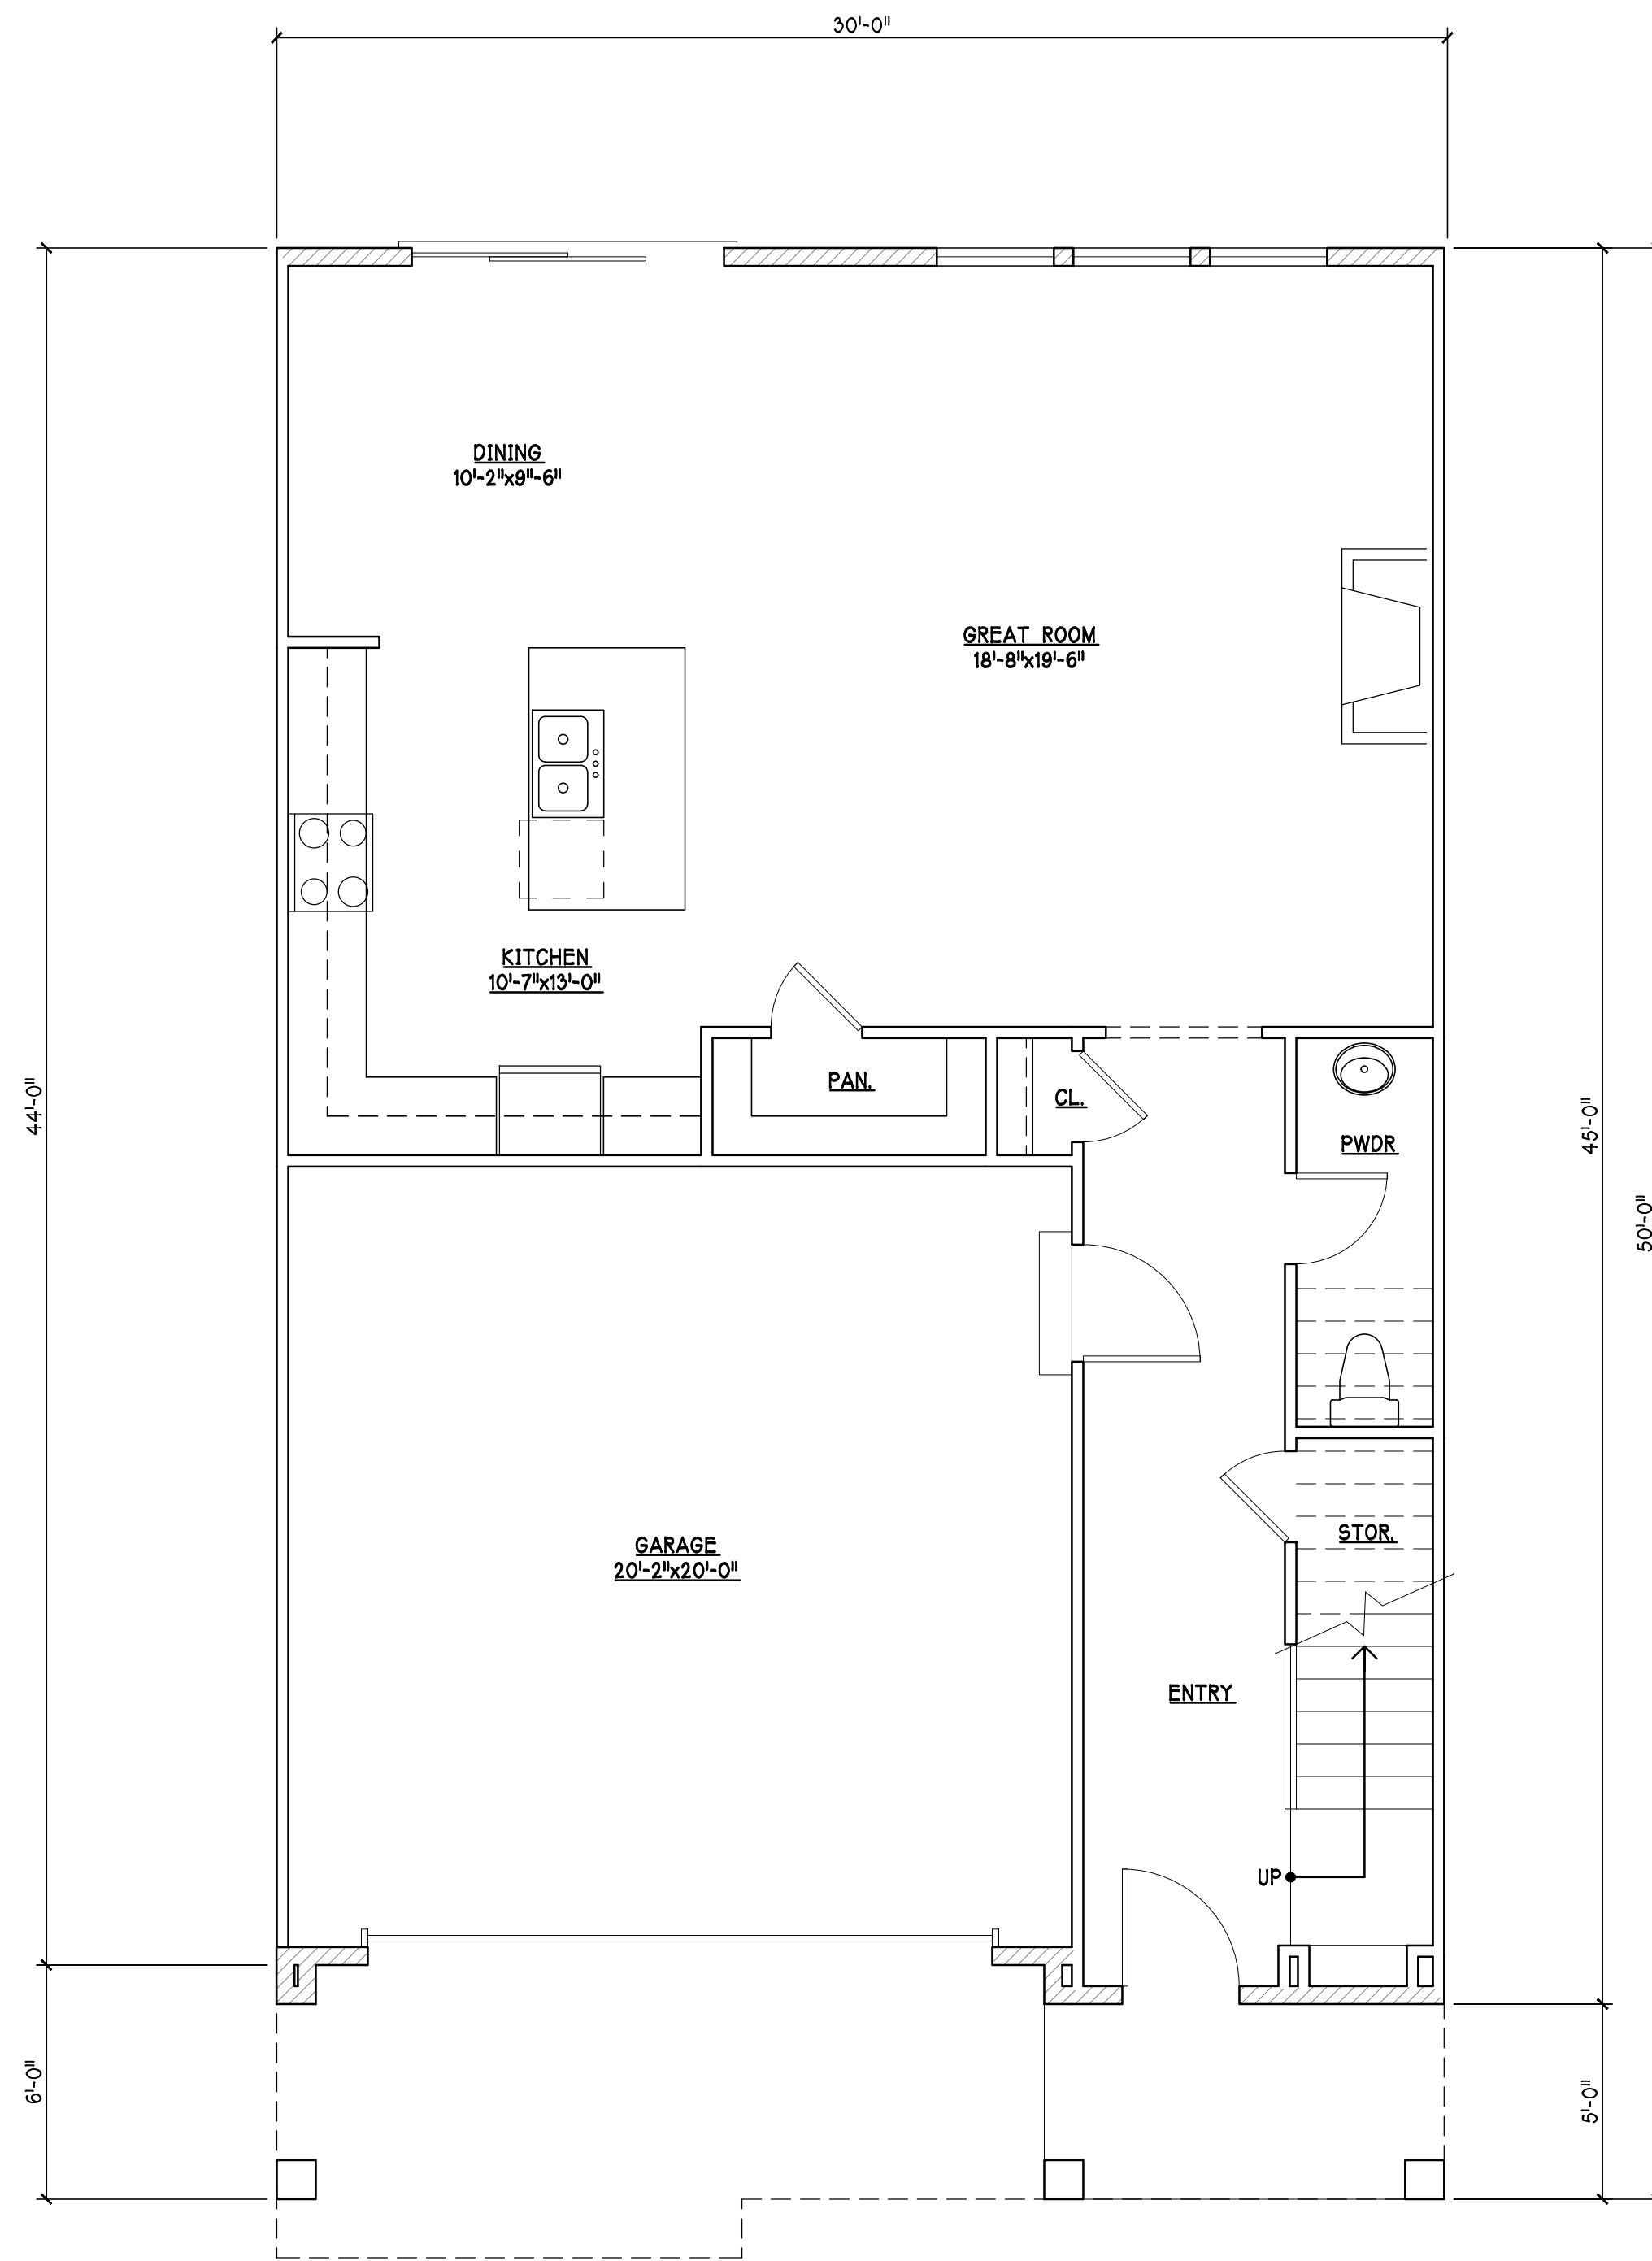 30'-0"
DINING
10'-2"x9"-6"
GREAT ROOM
18'-8"x19'-6"
KITCHEN
10'-7"x13'-0"
PAN.
CL.
PWDR
44'-0"
45'-0"
50'-0"
STOR.
GARAGE
20'-2"x20'-0"
ENTRY
UP
6'-0"
5'-0"